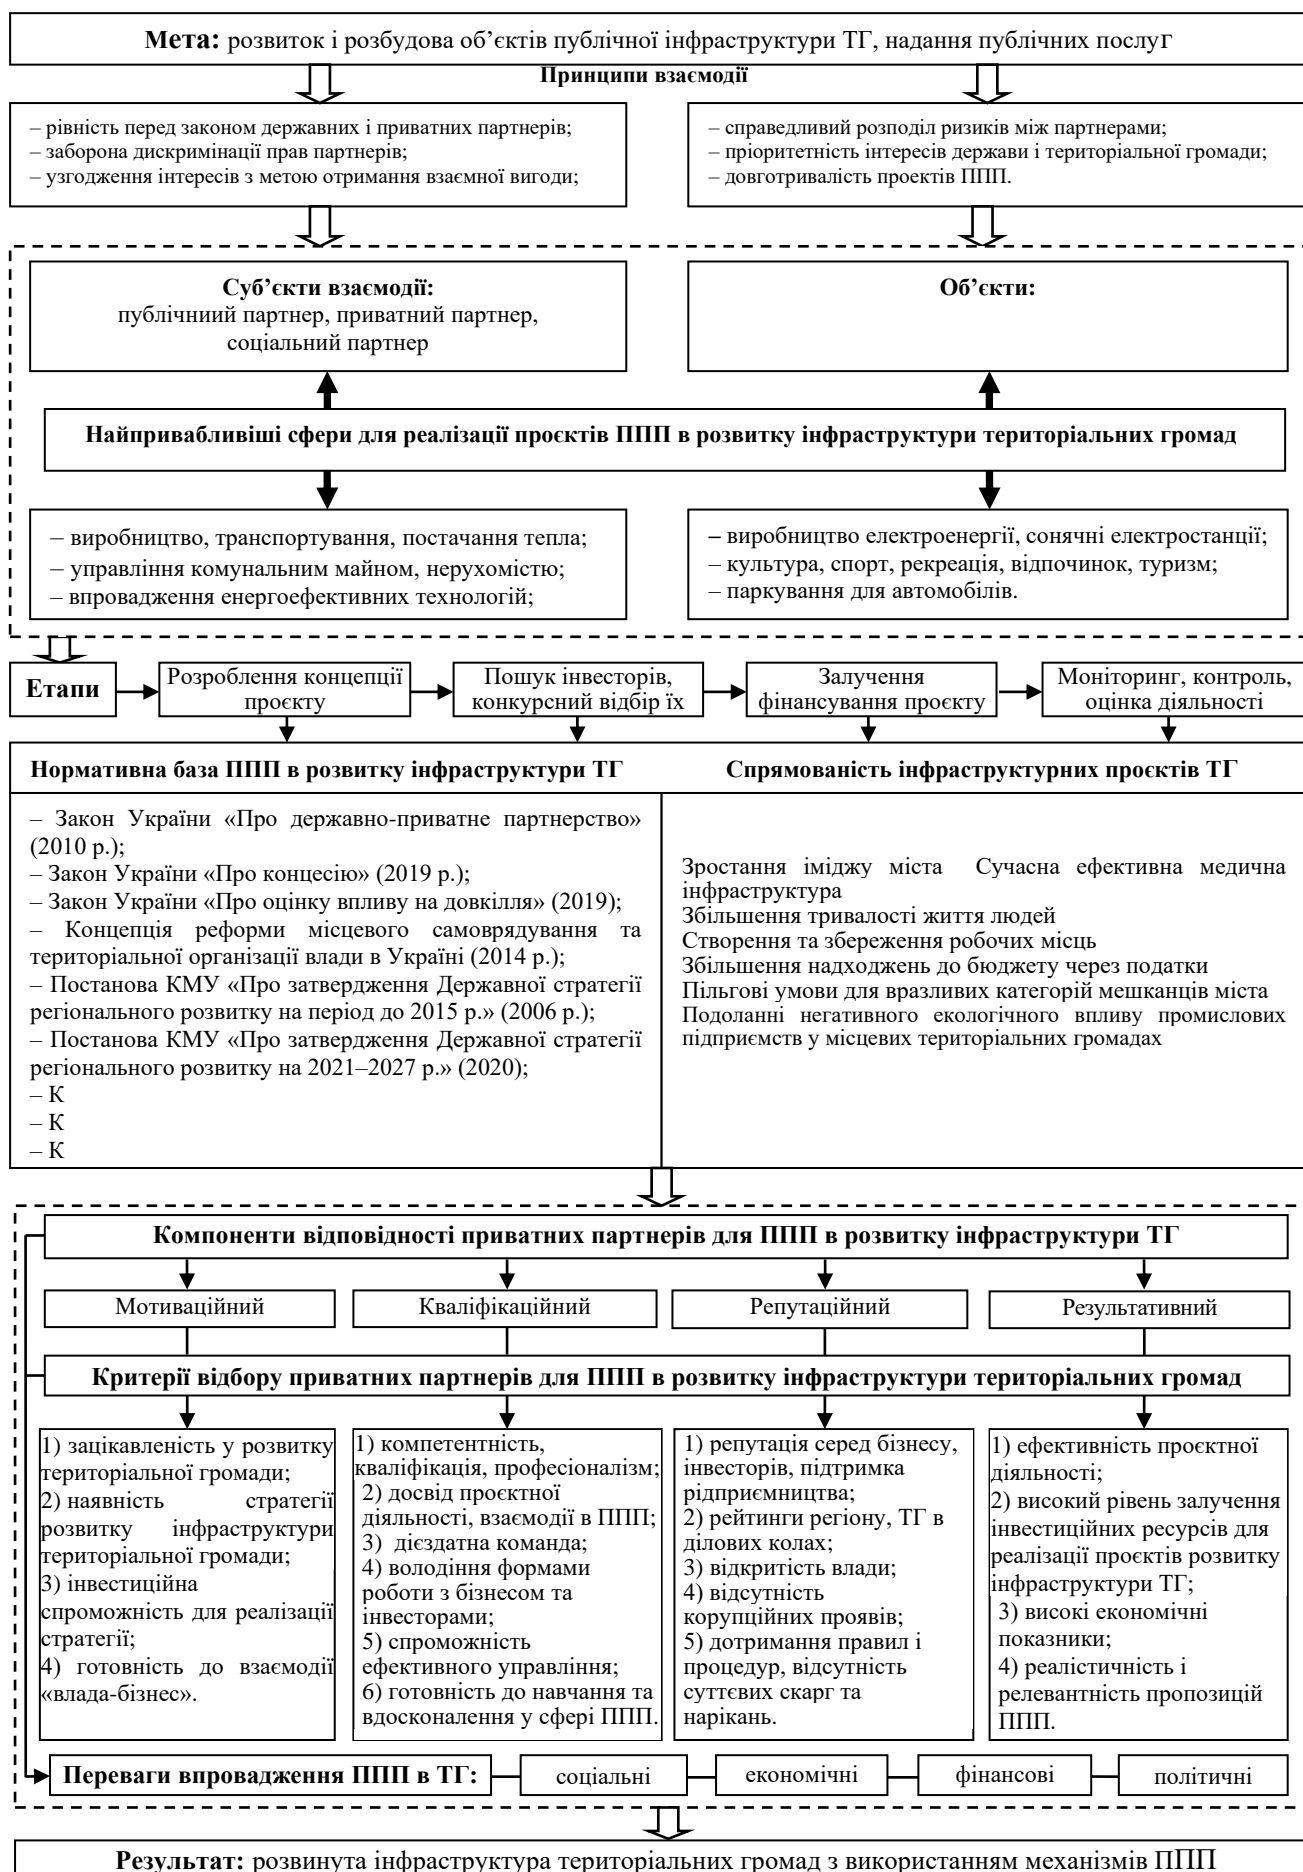 Мета: розвиток і розбудова об’єктів публічної інфраструктури ТГ, надання публічних послуг
Принципи взаємодії
– рівність перед законом державних і приватних партнерів;
– заборона дискримінації прав партнерів;
– узгодження інтересів з метою отримання взаємної вигоди;
– справедливий розподіл ризиків між партнерами;
– пріоритетність інтересів держави і територіальної громади;
– довготривалість проектів ППП.
Суб’єкти взаємодії:
публічниий партнер, приватний партнер,
соціальний партнер
Об’єкти:
Найпривабливіші сфери для реалізації проєктів ППП в розвитку інфраструктури територіальних громад
– виробництво, транспортування, постачання тепла;
– управління комунальним майном, нерухомістю;
– впровадження енергоефективних технологій;
– виробництво електроенергії, сонячні електростанції;
– культура, спорт, рекреація, відпочинок, туризм;
– паркування для автомобілів.
Етапи
Розроблення концепції
проєкту
Пошук інвесторів,
конкурсний відбір їх
Залучення
фінансування проєкту
Моніторинг, контроль,
оцінка діяльності
Нормативна база ППП в розвитку інфраструктури ТГ
– Закон України «Про державно-приватне партнерство»
(2010 р.);
– Закон України «Про концесію» (2019 р.);
– Закон України «Про оцінку впливу на довкілля» (2019);
– Концепція реформи місцевого самоврядування та
територіальної організації влади в Україні (2014 р.);
– Постанова КМУ «Про затвердження Державної стратегії
регіонального розвитку на період до 2015 р.» (2006 р.);
– Постанова КМУ «Про затвердження Державної стратегії
регіонального розвитку на 2021–2027 р.» (2020);
– К
– К
– К
Спрямованість інфраструктурних проєктів ТГ
Зростання іміджу міста Сучасна ефективна медична
інфраструктура
Збільшення тривалості життя людей
Створення та збереження робочих місць
Збільшення надходжень до бюджету через податки
Пільгові умови для вразливих категорій мешканців міста
Подоланні негативного екологічного впливу промислових
підприємств у місцевих територіальних громадах
Компоненти відповідності приватних партнерів для ППП в розвитку інфраструктури ТГ
Мотиваційний
Кваліфікаційний
Репутаційний
Результативний
Критерії відбору приватних партнерів для ППП в розвитку інфраструктури територіальних громад
1) зацікавленість у розвитку
територіальної громади;
2) наявність стратегії
розвитку інфраструктури
територіальної громади;
3) інвестиційна
спроможність для реалізації
стратегії;
4) готовність до взаємодії
«влада-бізнес».
1) компетентність,
кваліфікація, професіоналізм;
2) досвід проєктної
діяльності, взаємодії в ППП;
3) дієздатна команда;
4) володіння формами
роботи з бізнесом та
інвесторами;
5) спроможність
ефективного управління;
6) готовність до навчання та
вдосконалення у сфері ППП.
1) репутація серед бізнесу,
інвесторів, підтримка
рідприємництва;
2) рейтинги регіону, ТГ в
ділових колах;
3) відкритість влади;
4) відсутність
корупційних проявів;
5) дотримання правил і
процедур, відсутність
суттєвих скарг та
нарікань.
1) ефективність проєктної
діяльності;
2) високий рівень залучення
інвестиційних ресурсів для
реалізації проєктів розвитку
інфраструктури ТГ;
3) високі економічні
показники;
4) реалістичність і
релевантність пропозицій
ППП.
Переваги впровадження ППП в ТГ:
соціальні
економічні
фінансові
політичні
Результат: розвинута інфраструктура територіальних громад з використанням механізмів ППП